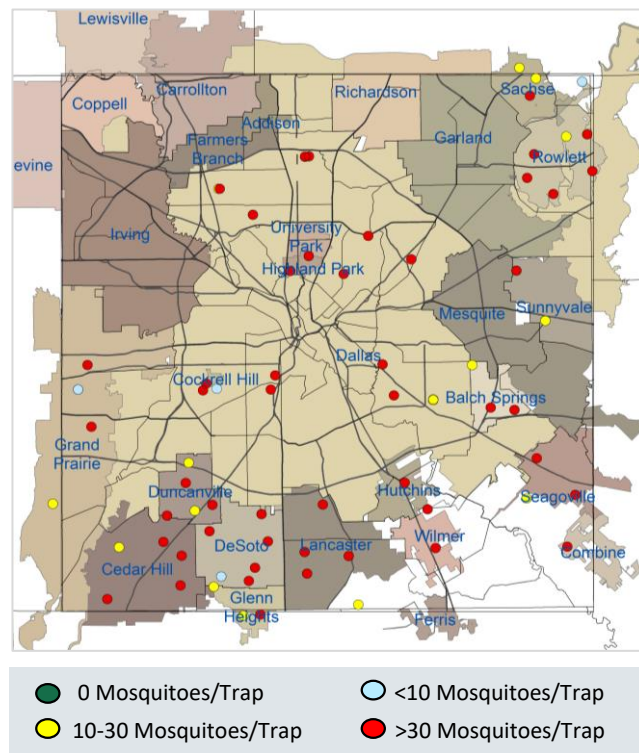 Lewisville
Coppell
Carrollton
Richardson
Sachse
Addison
Farmers
Branch
Garland
Rowlett
evine
Irving
University
Park
Highland Park
Mesquite
Sunnyvale
Dallas
Cockrell Hill
Balch Springs
Grand
Prairie
Duncanville
Hutchins
Seagoville
DeSoto
Lancaster
Wilmer
Combine
Cedar Hill
Glenn
Heights
Ferris
0 Mosquitoes/Trap
<10 Mosquitoes/Trap
10-30 Mosquitoes/Trap
>30 Mosquitoes/Trap